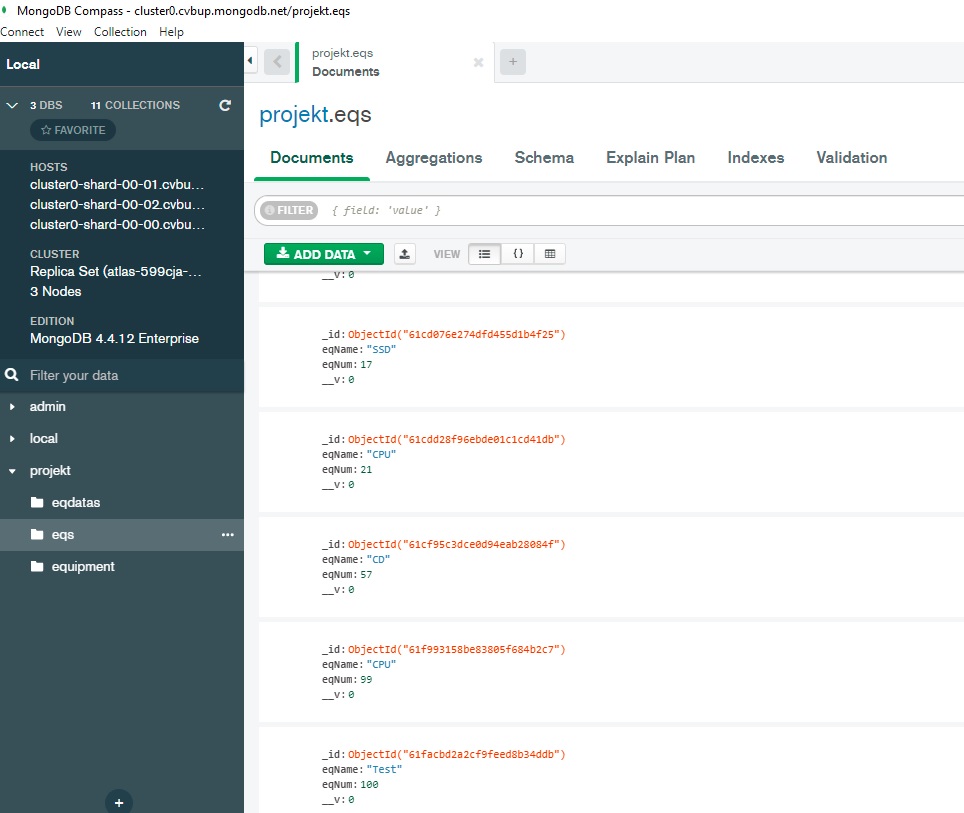 MongoDB Compass - cluster0.cvbup.mongodb.net/projekt.eqs
Connect View Collection Help
Local
3 DBS 11 COLLECTIONS
FAVORITE
HOSTS
cluster0-shard-00-01.cvbu...
cluster0-shard-00-02.cvbu...
cluster0-shard-00-00.cvbu...
CLUSTER
Replica Set (atlas-599cja-...
3 Nodes
EDITION
MongoDB 4.4.12 Enterprise
Filter your data
admin
local
projekt
eqdatas
eqs
equipment
projekt.eqs
Documents
projekt.eqs
Documents Aggregations Schema Explain Plan Indexes Validation
FILTER { field: 'value' }
ADD DATA VIEW { }
__v: 0
_id: ObjectId("61cd076e274dfd455d1b4f25")
eqName: "SSD"
eqNum: 17
__v: 0
_id: ObjectId("61cdd28f96ebde01c1cd41db")
eqName: "CPU"
eqNum: 21
__v: 0
_id: ObjectId("61cf95c3dce0d94eab28084f")
eqName: "CD"
eqNum: 57
__v: 0
_id: ObjectId("61f993158be83805f684b2c7")
eqName: "CPU"
eqNum: 99
__v: 0
_id: ObjectId("61facbd2a2cf9feed8b34ddb")
eqName: "Test"
eqNum: 100
__v: 0